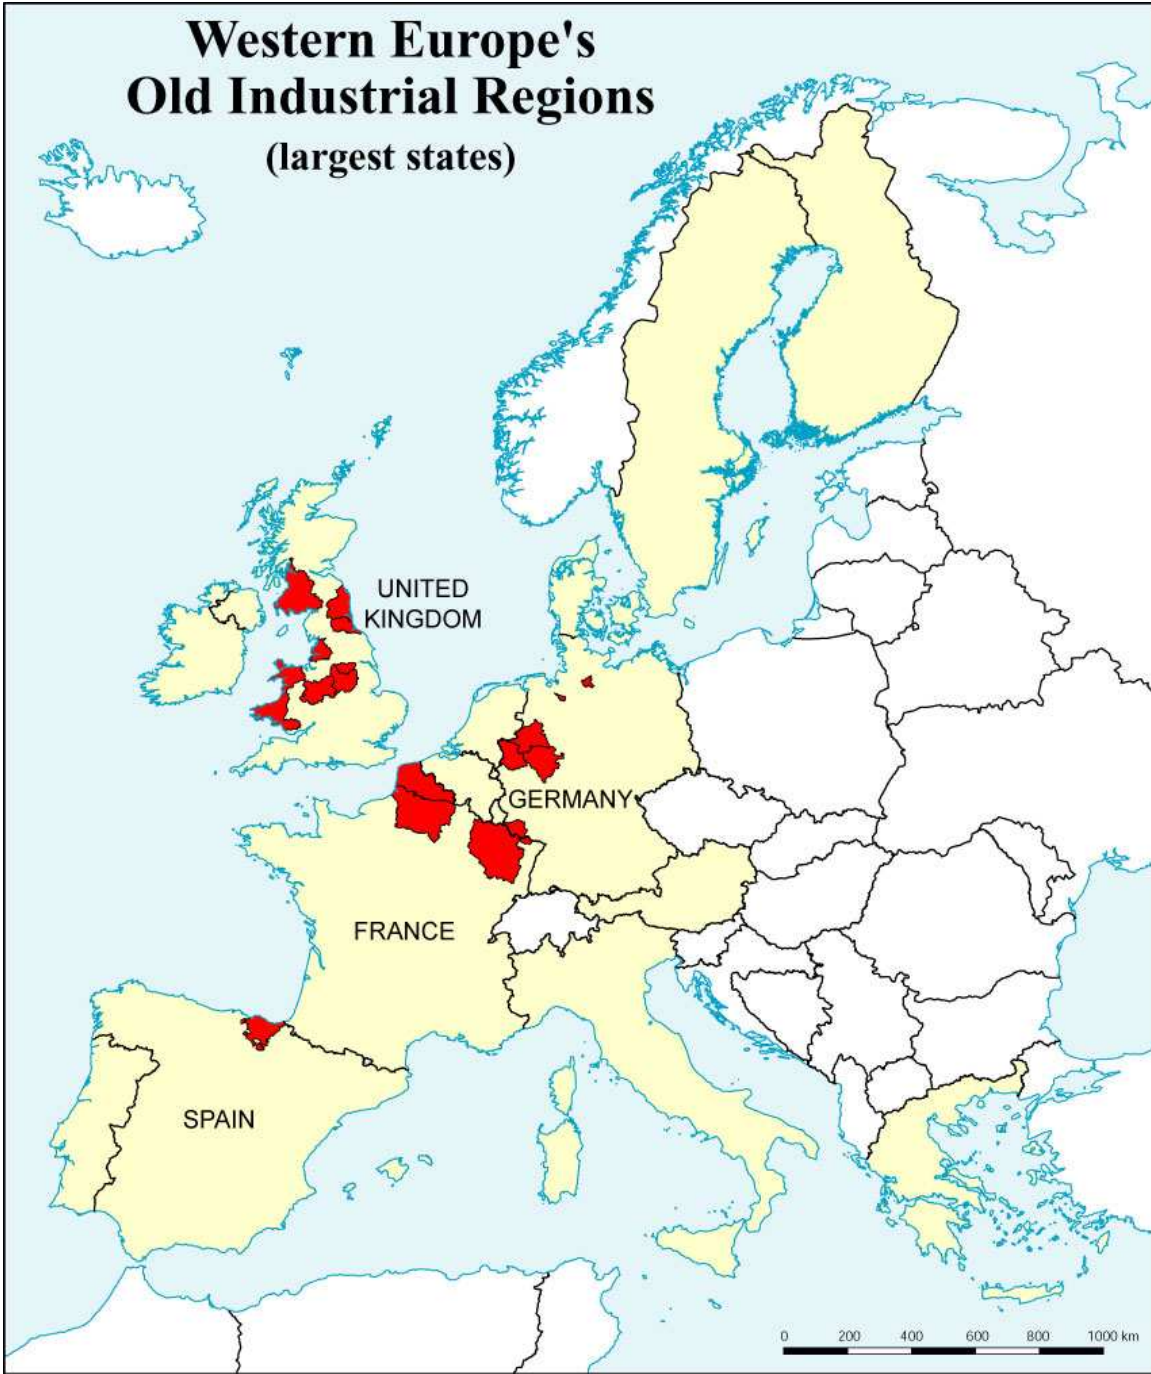 Western Europe's
Old Industrial Regions
(largest states)
UNITED
KINGDOM
GERMANY
FRANCE
SPAIN
0 200 400 600 800 1000 km